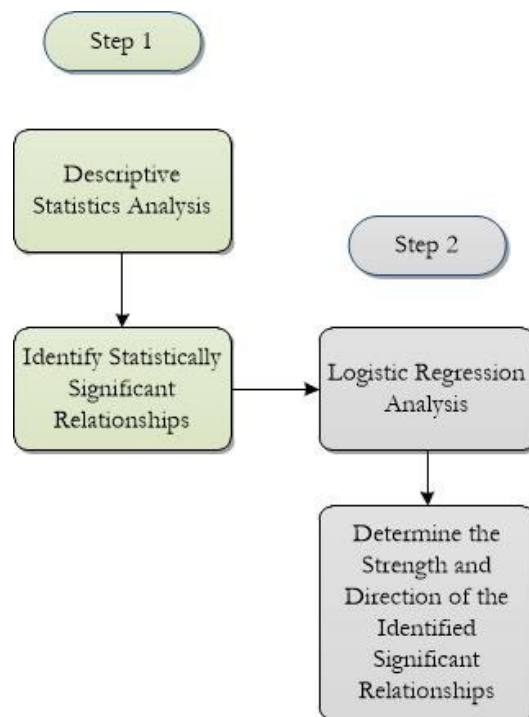 Step 1
Descriptive
Statistics Analysis
Identify Statistically
Significant
Relationships
Step 2
Logistic Regression
Analysis
Determine the
Strength and
Direction of the
Identified
Significant
Relationships